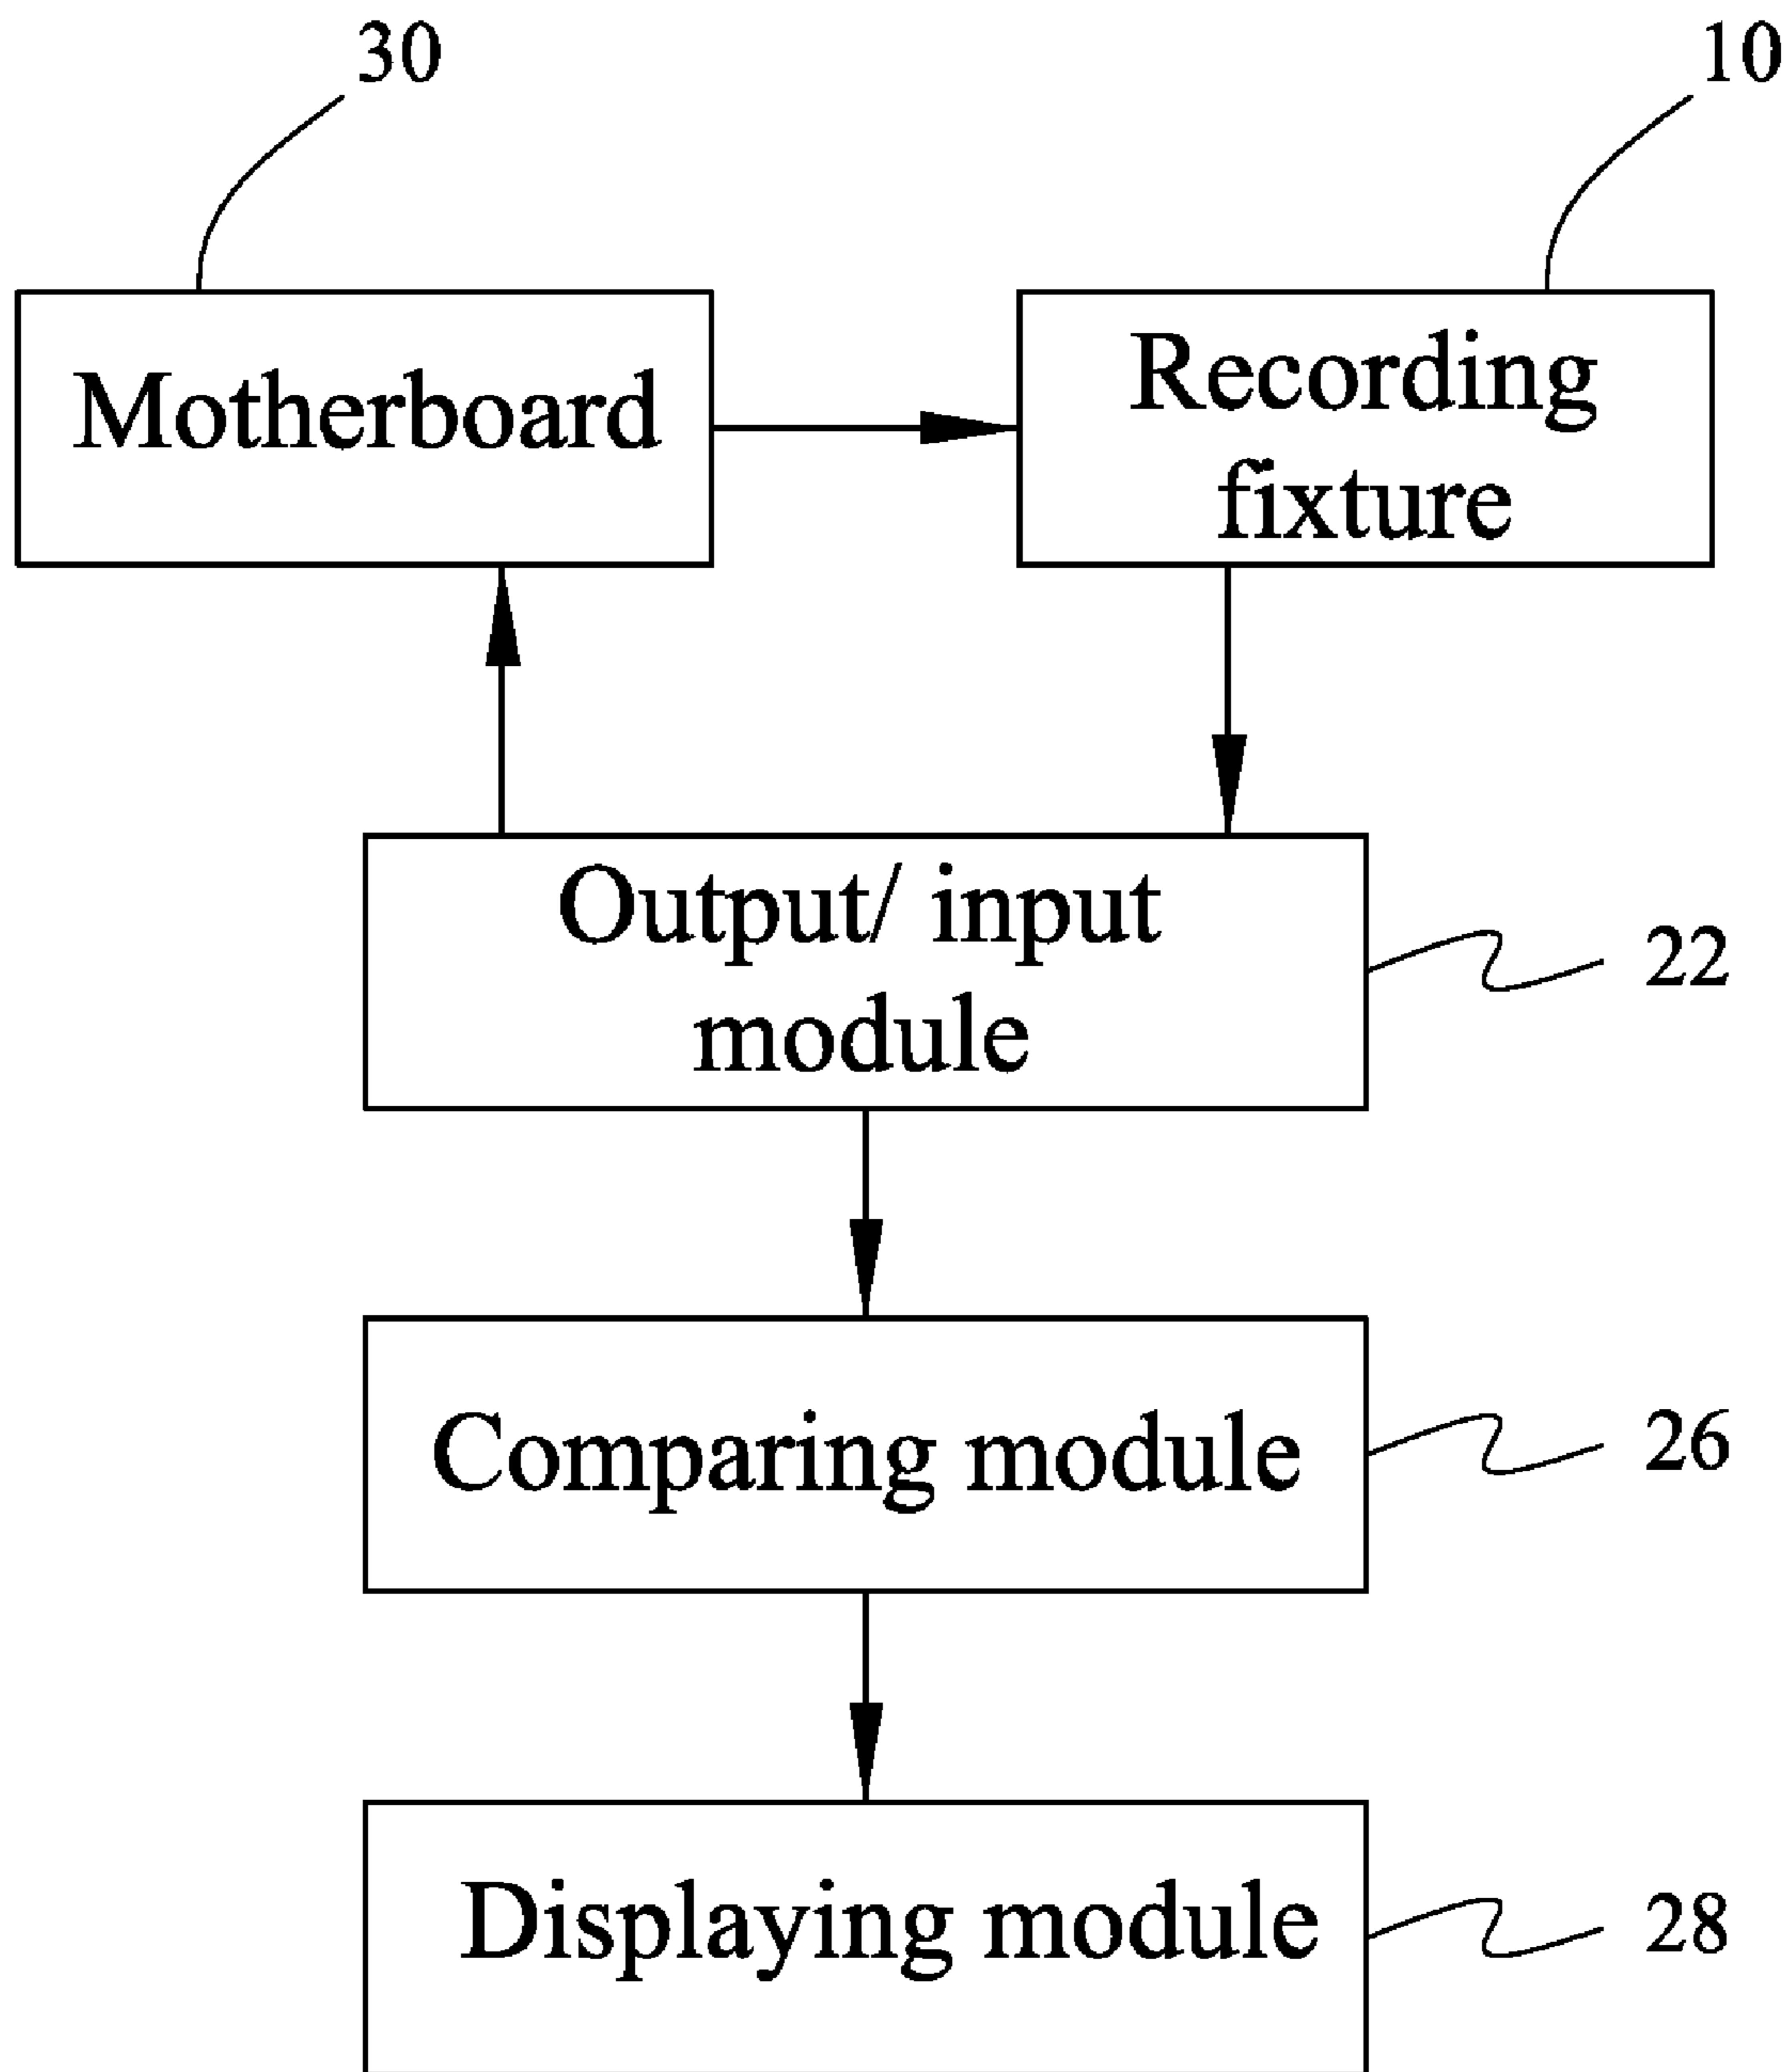 30
10
Motherboard
Recording
fixture
Output/ input
module
22
Comparing module
26
Displaying module
28